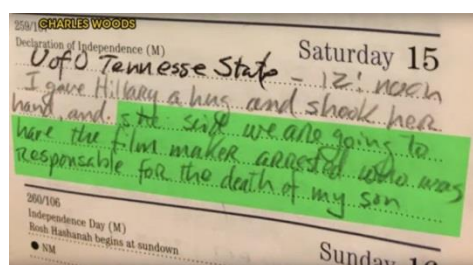 CHARLES WOODS
259/107
Declaration of Independence (M)
Saturday 15
U of O Tennesse State - 12: noon
I gave Hillary a hug and shook her
hand, and. she said we are going to
have the film maker arrested who was
responsable for the death of my son
260/106
Independence Day (M)
Rosh Hashanah begins at sundown
● NM
Sunday